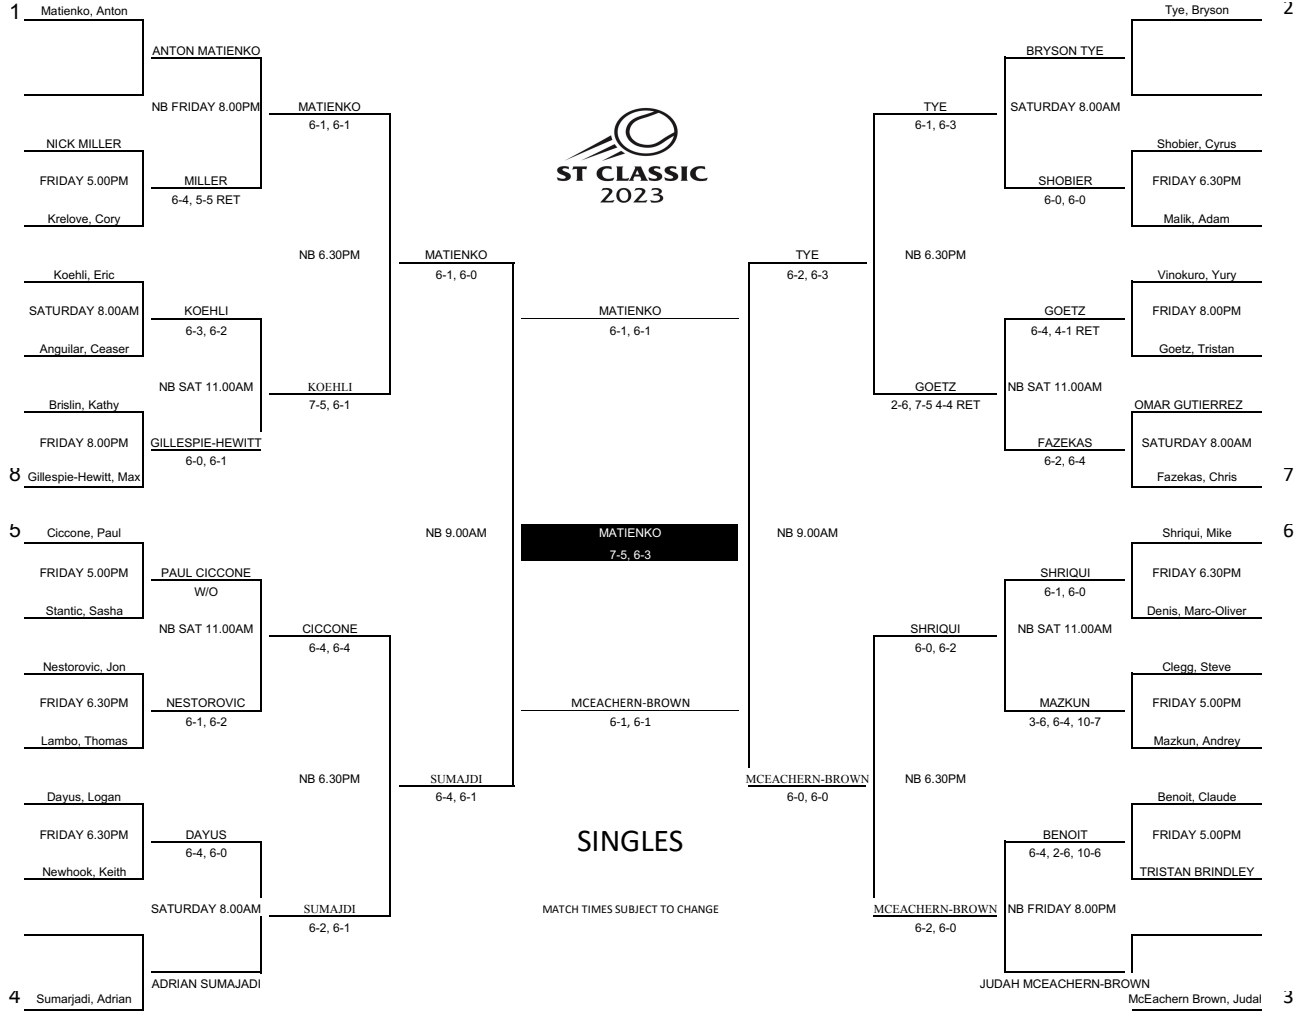 1
Matienko, Anton
ANTON MATIENKO
NB FRIDAY 8.00PM
MATIENKO
6-1, 6-1
NICK MILLER
FRIDAY 5.00PM
MILLER
6-4, 5-5 RET
Krelove, Cory
NB 6.30PM
MATIENKO
6-1, 6-0
Koehli, Eric
SATURDAY 8.00AM
KOEHLI
6-3, 6-2
Anguilar, Ceaser
NB SAT 11.00AM
KOEHLI
7-5, 6-1
Brislin, Kathy
FRIDAY 8.00PM
GILLESPIE-HEWITT
6-0, 6-1
8
Gillespie-Hewitt, Max
5
Ciccone, Paul
FRIDAY 5.00PM
PAUL CICCONE
W/O
Stantic, Sasha
NB SAT 11.00AM
CICCONE
6-4, 6-4
Nestorovic, Jon
FRIDAY 6.30PM
NESTOROVIC
6-1, 6-2
Lambo, Thomas
NB 6.30PM
SUMAJDI
6-4, 6-1
Dayus, Logan
FRIDAY 6.30PM
DAYUS
6-4, 6-0
Newhook, Keith
SATURDAY 8.00AM
SUMAJDI
6-2, 6-1
ADRIAN SUMAJADI
4
Sumarjadi, Adrian
ST CLASSIC
2023
MATIENKO
6-1, 6-1
NB 9.00AM
MATIENKO
7-5, 6-3
NB 9.00AM
MCEACHERN-BROWN
6-1, 6-1
SINGLES
MATCH TIMES SUBJECT TO CHANGE
Tye, Bryson
2
BRYSON TYE
TYE
6-1, 6-3
SATURDAY 8.00AM
Shobier, Cyrus
SHOBIER
6-0, 6-0
FRIDAY 6.30PM
Malik, Adam
TYE
6-2, 6-3
NB 6.30PM
Vinokuro, Yury
GOETZ
6-4, 4-1 RET
FRIDAY 8.00PM
Goetz, Tristan
GOETZ
2-6, 7-5 4-4 RET
NB SAT 11.00AM
OMAR GUTIERREZ
FAZEKAS
6-2, 6-4
SATURDAY 8.00AM
Fazekas, Chris
7
Shriqui, Mike
6
SHRIQUI
6-1, 6-0
FRIDAY 6.30PM
Denis, Marc-Oliver
SHRIQUI
6-0, 6-2
NB SAT 11.00AM
Clegg, Steve
MAZKUN
3-6, 6-4, 10-7
FRIDAY 5.00PM
Mazkun, Andrey
MCEACHERN-BROWN
6-0, 6-0
NB 6.30PM
Benoit, Claude
BENOIT
6-4, 2-6, 10-6
FRIDAY 5.00PM
TRISTAN BRINDLEY
MCEACHERN-BROWN
6-2, 6-0
NB FRIDAY 8.00PM
JUDAH MCEACHERN-BROWN
McEachern Brown, Judal
3